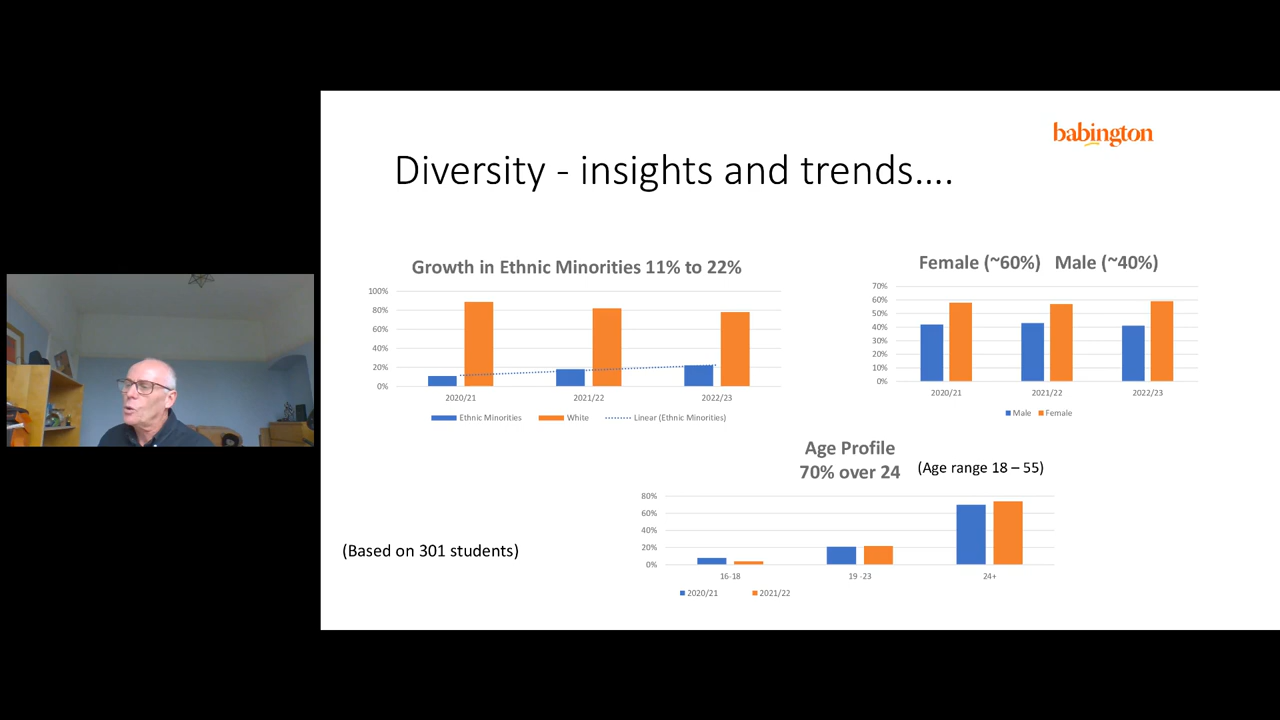 babington
Diversity - insights and trends....
Growth in Ethnic Minorities 11% to 22%
100%
80%
60%
40%
20%
0%
2020/21
2021/22
2022/23
Ethnic Minorities
White
Linear (Ethnic Minorities)
Female (~60%) Male (~40%)
70%
60%
50%
40%
30%
20%
10%
0%
2020/21
2021/22
2022/23
Male
Female
Age Profile
70% over 24
(Age range 18 – 55)
80%
60%
40%
20%
0%
16-18
19 -23
24+
2020/21
2021/22
(Based on 301 students)